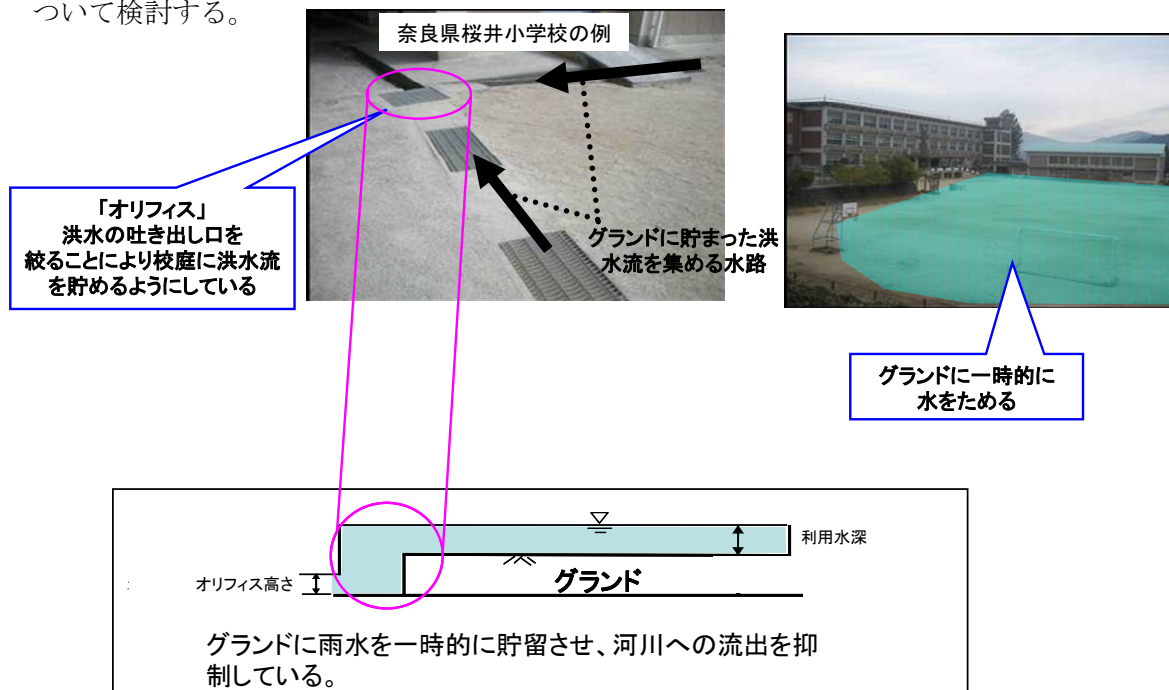 ついて検討する。
奈良県桜井小学校の例
「オリフィス」
洪水の吐き出し口を
絞ることにより校庭に洪水流
を貯めるようにしている
グランドに貯まった洪
水流を集める水路
グランドに一時的に
水をためる
利用水深
オリフィス高さ
グランド
グランドに雨水を一時的に貯留させ、河川への流出を抑
制している。